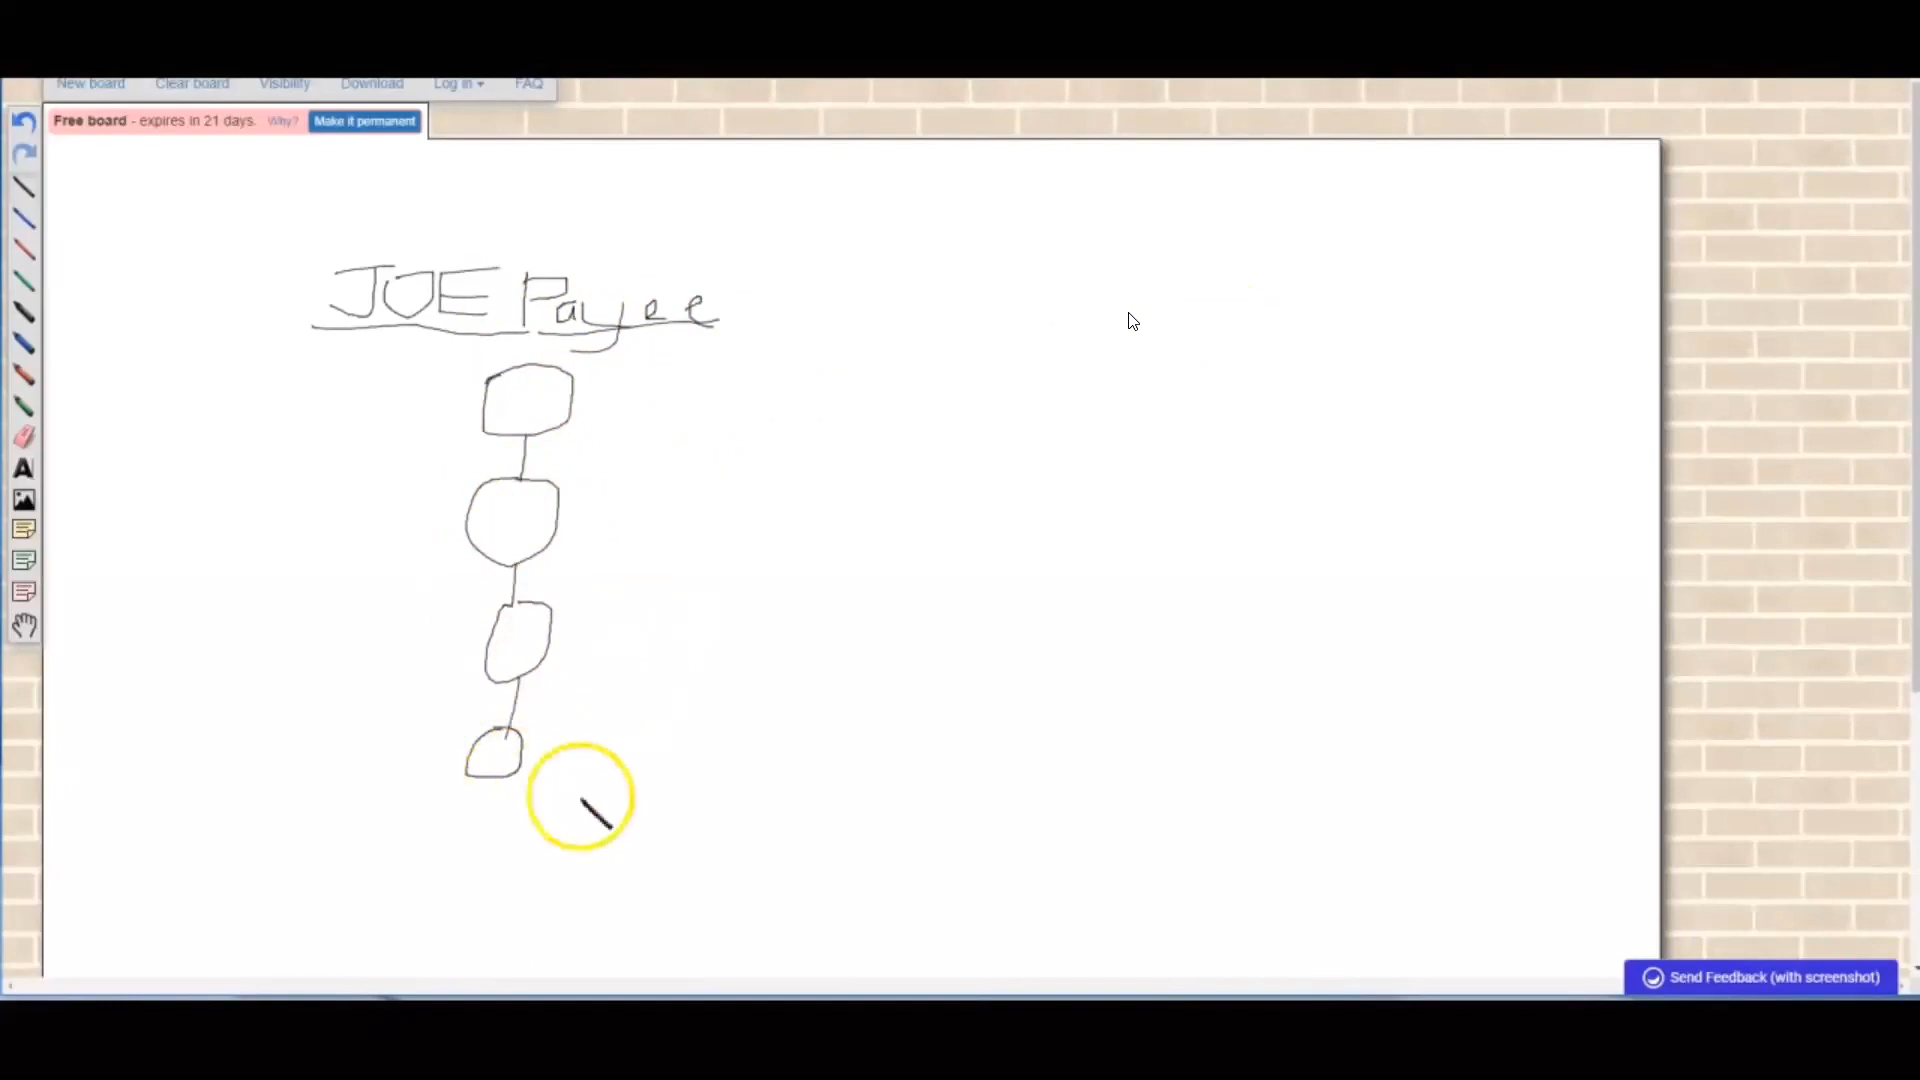 New board Clear board Visibility Download Log in FAQ
Free board - expires in 21 days. Why? Make it permanent
A
JOE Payee
Send Feedback (with screenshot)